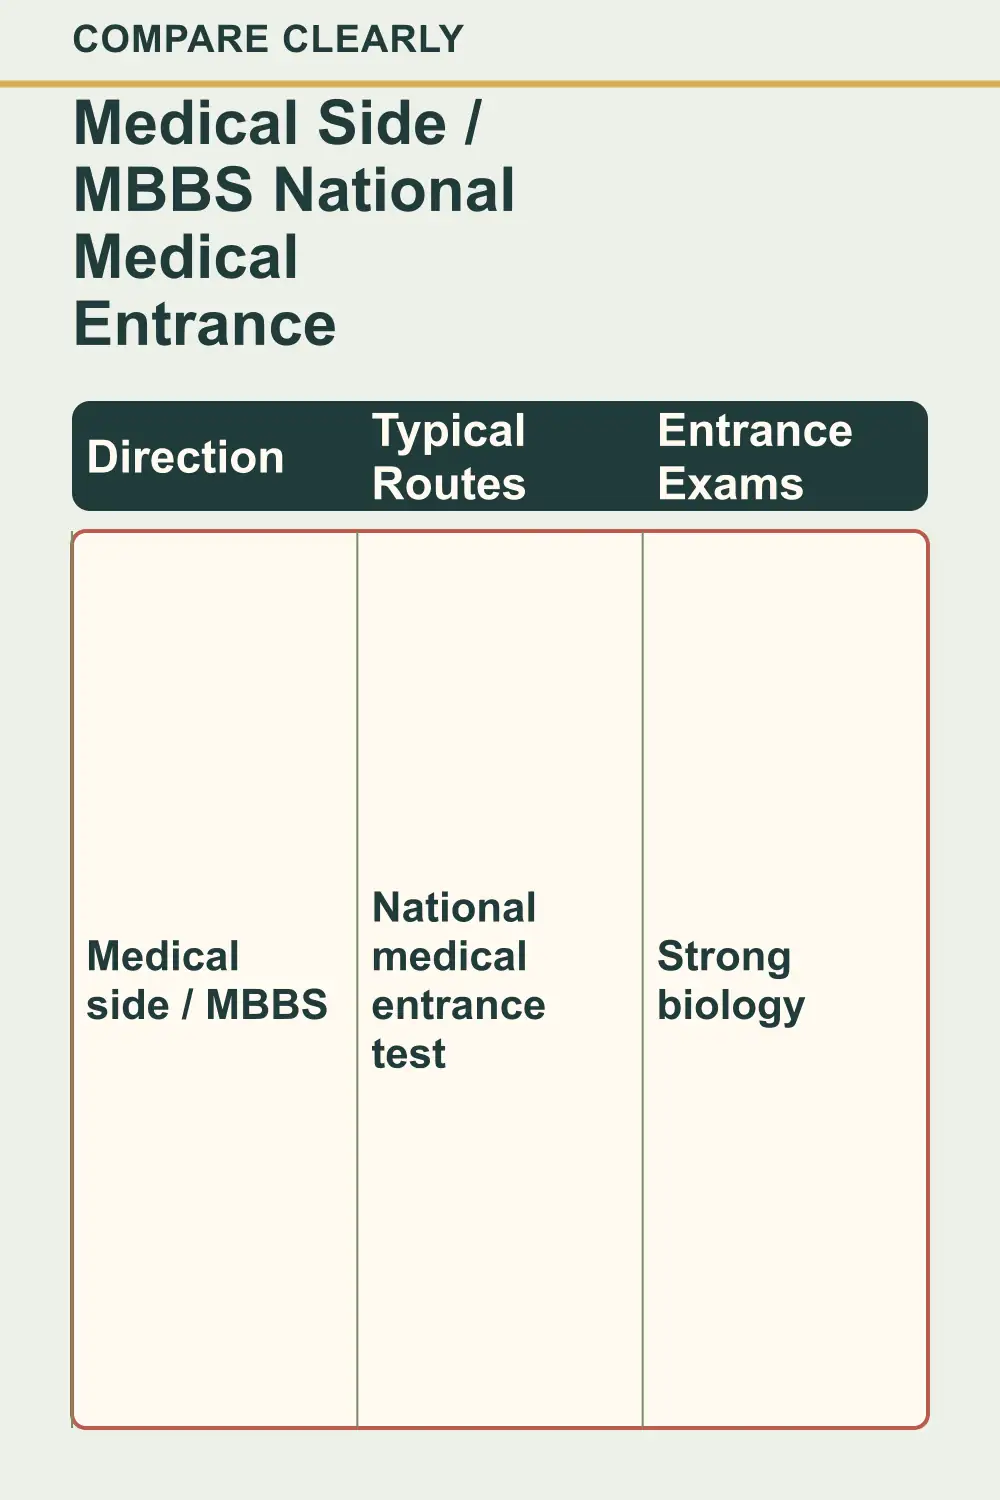 COMPARE CLEARLY
Medical Side /
MBBS National
Medical
Entrance
Direction
Typical
Routes
Entrance
Exams
Medical
side / MBBS
National
medical
entrance
test
Strong
biology